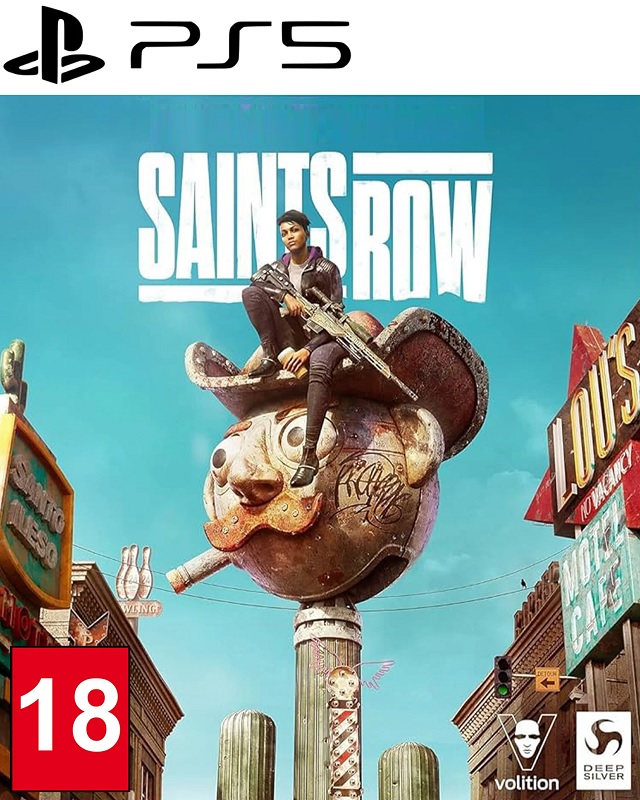 PS5
SAINTS ROW
SANTO
ILESO
LOU'S
NO VACANCY
MOTEL
CAFE
WLING
DETOUR
18
volition
DEEP
SILVER